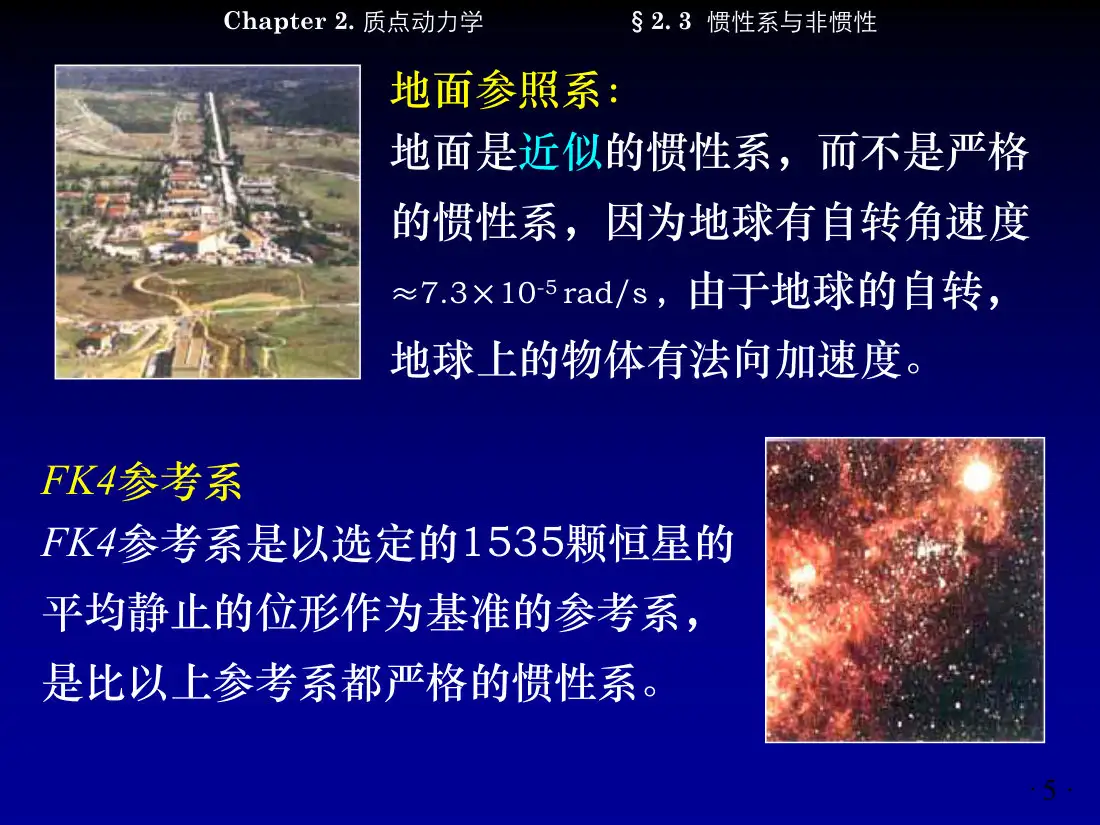 Chapter 2. 质点动力学 §2.3 惯性系与非惯性
地面参照系：
地面是近似的惯性系，而不是严格
的惯性系，因为地球有自转角速度
≈7.3×10-5 rad/s，由于地球的自转，
地球上的物体有法向加速度。
FK4参考系
FK4参考系是以选定的1535颗恒星的
平均静止的位形作为基准的参考系，
是比以上参考系都严格的惯性系。
·5·